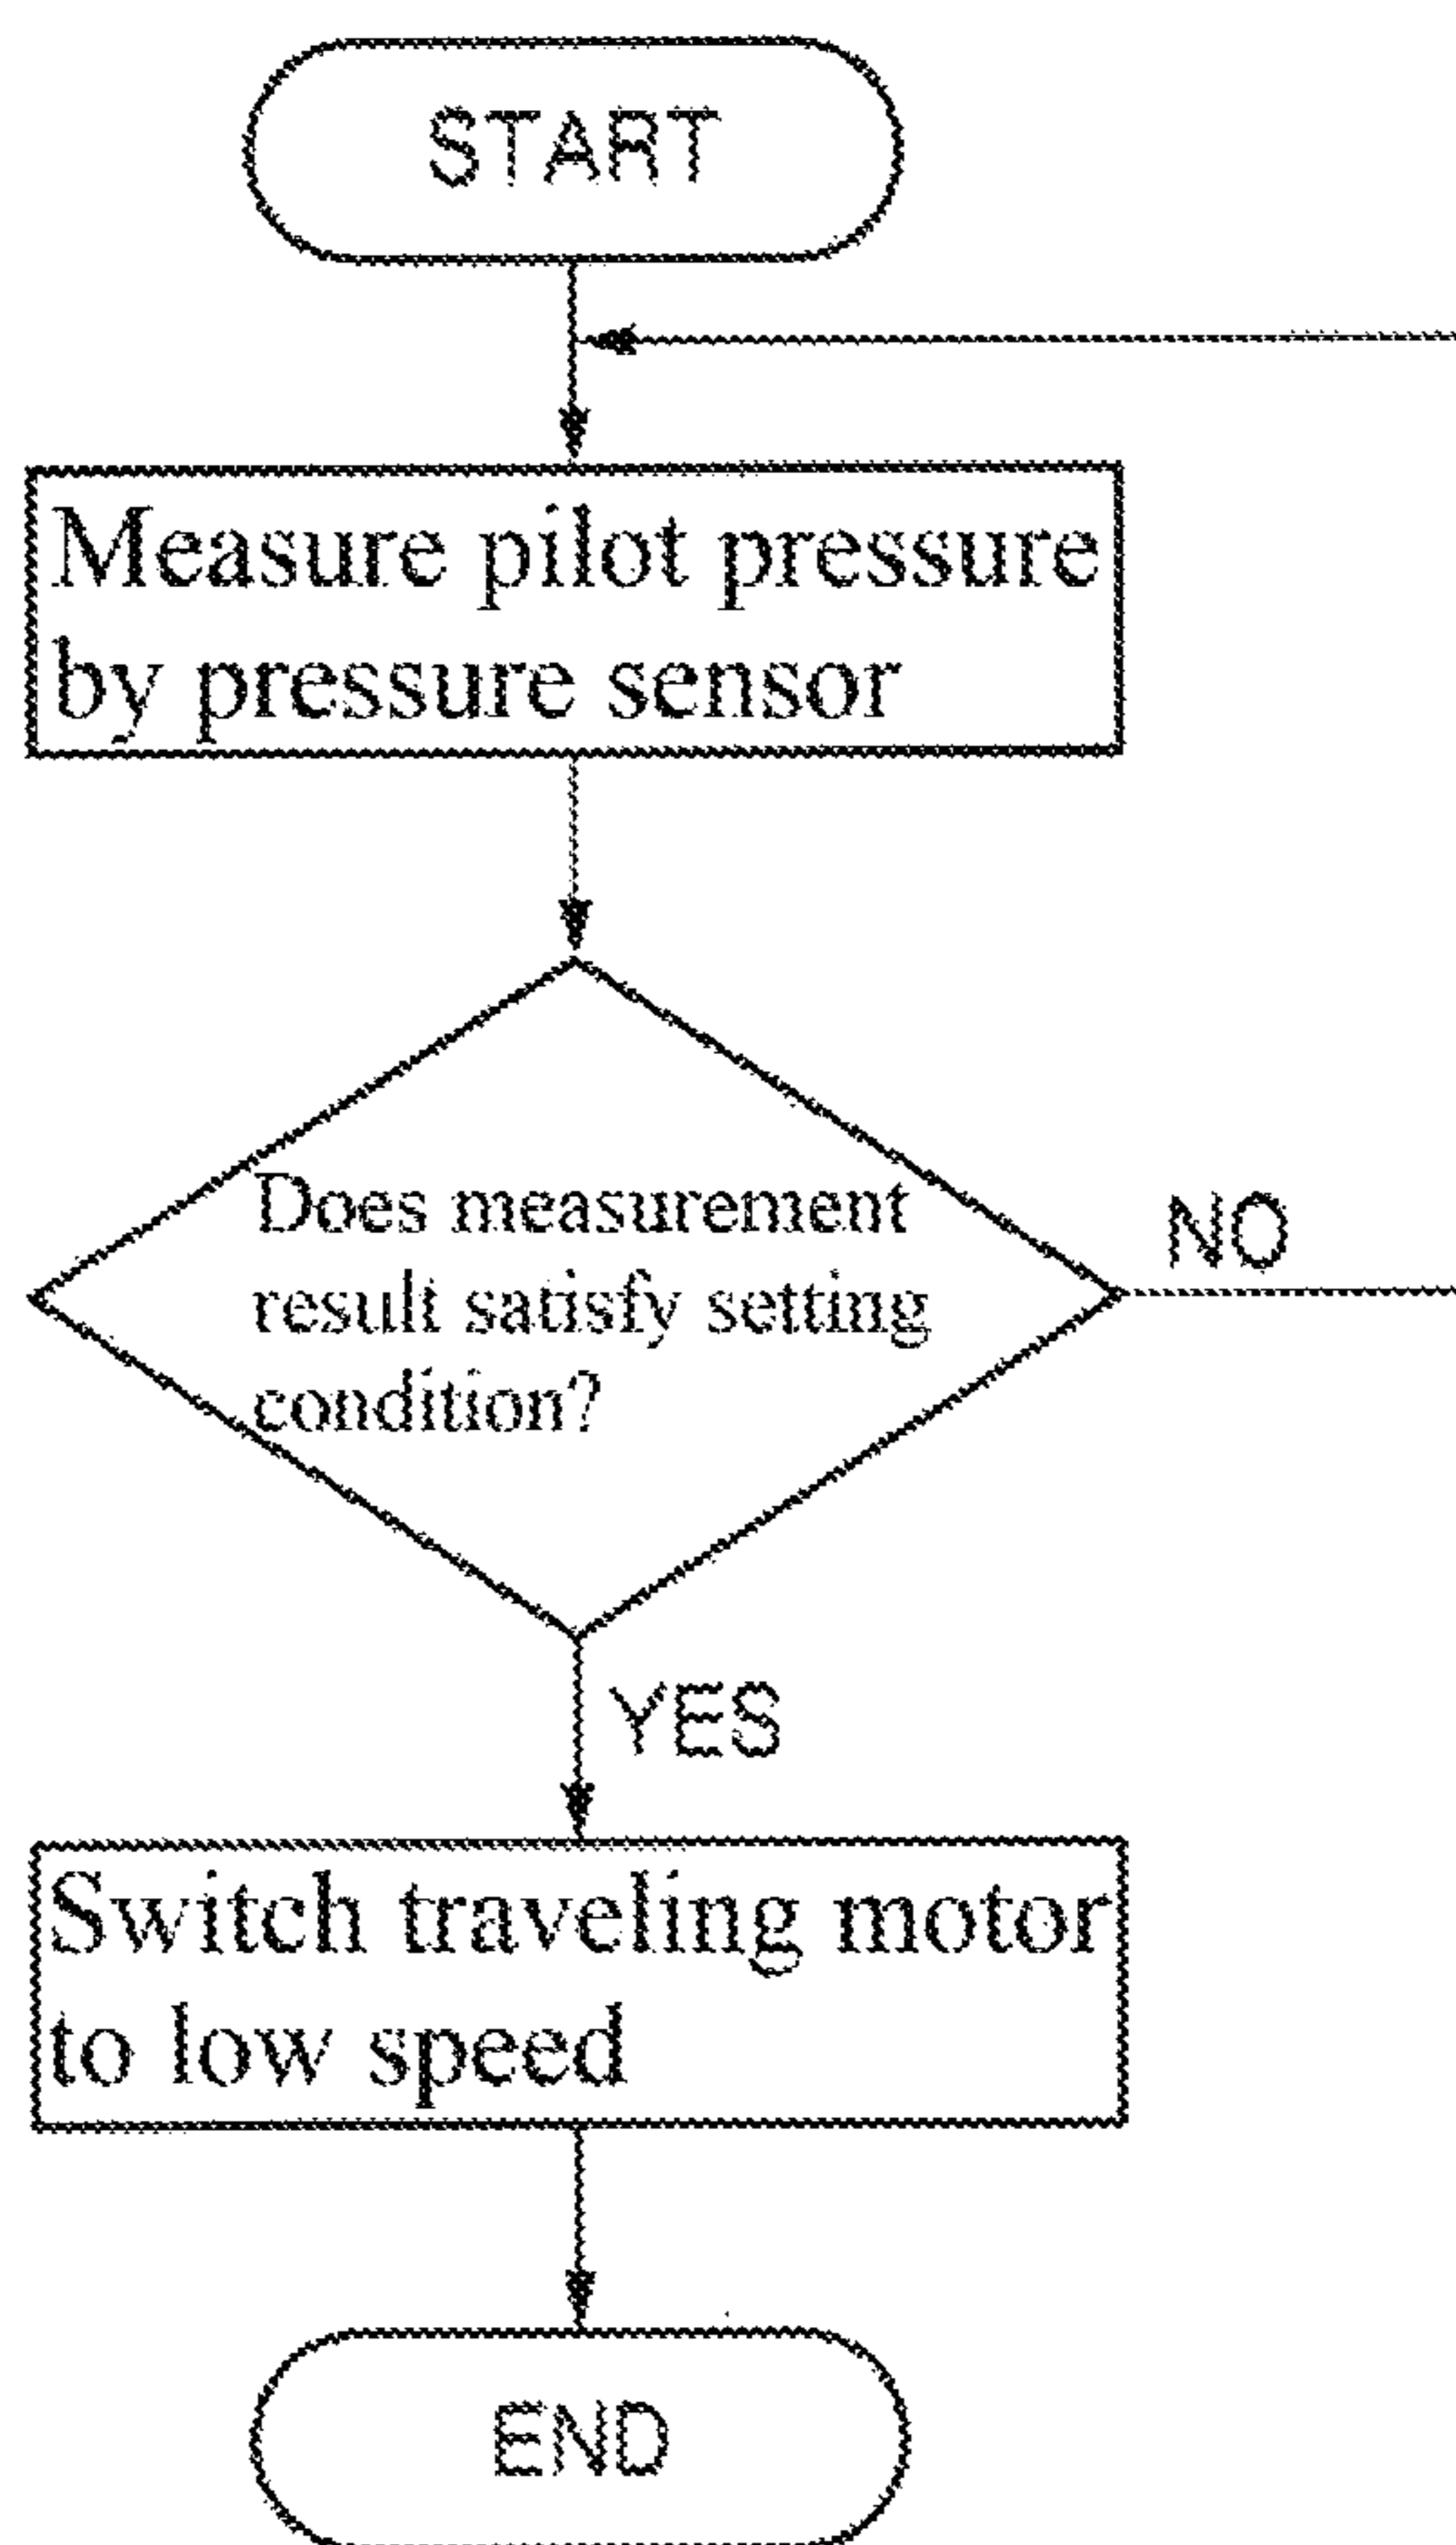 START
Measure pilot pressure
by pressure sensor
Does measurement
result satisfy setting
condition?
NO
YES
Switch traveling motor
to low speed
END